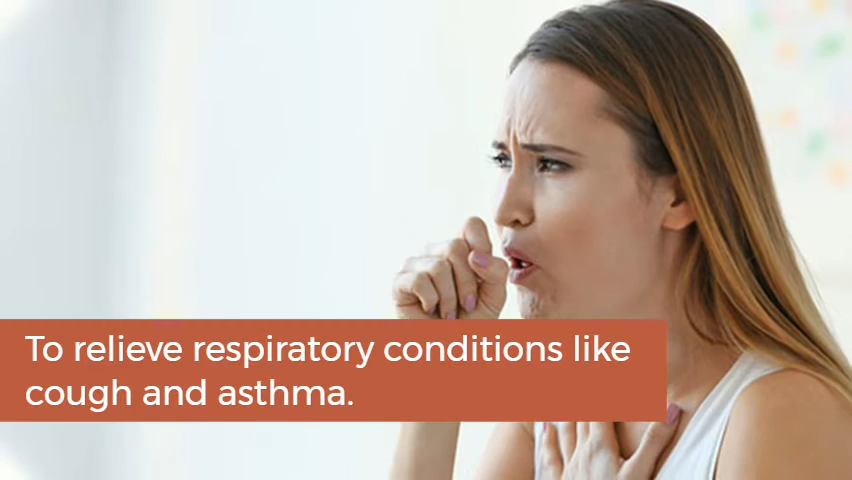 To relieve respiratory conditions like
cough and asthma.